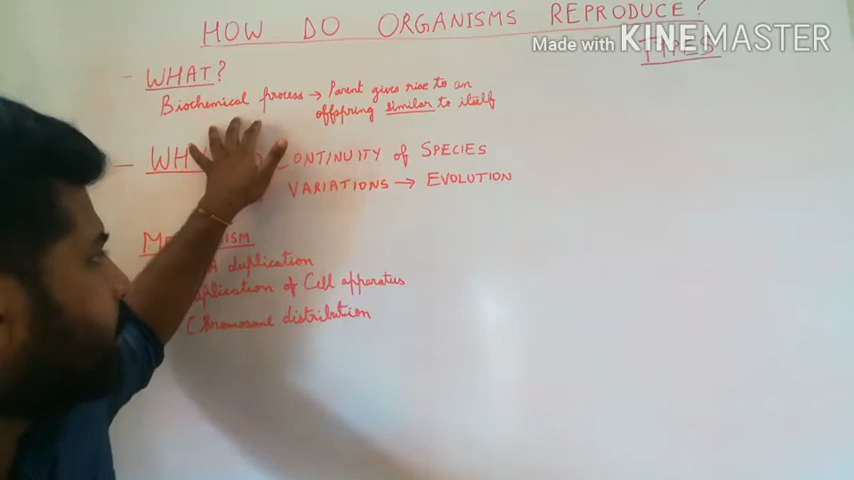 HOW DO ORGANISMS REPRODUCE?
Made with KINEMASTER
TYPES
- WHAT?
Biochemical process → Parent gives rise to an
offspring similar to itself
- CONTINUITY of SPECIES
VARIATIONS → EVOLUTION
duplication
of Cell apparatus
Chromosome distribution